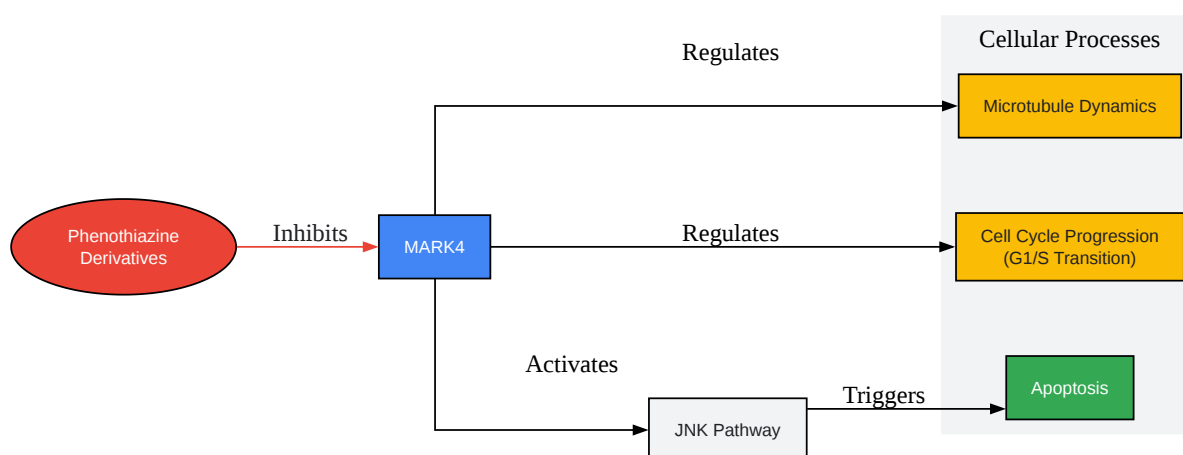 Regulates
Cellular Processes
Microtubule Dynamics
Phenothiazine
Derivatives
Inhibits
MARK4
Regulates
Cell Cycle Progression
(G1/S Transition)
Activates
JNK Pathway
Triggers
Apoptosis